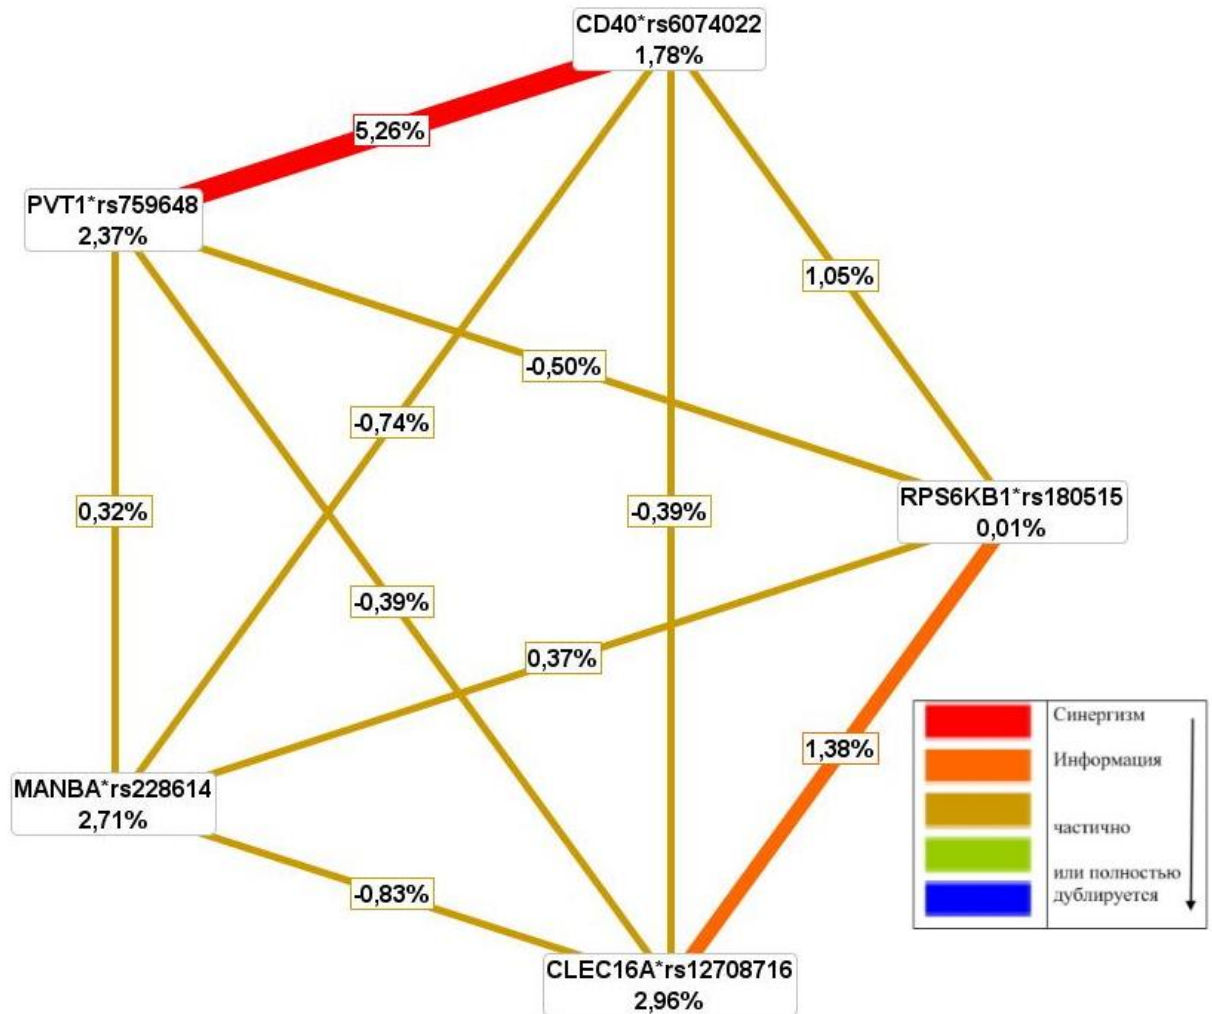 CD40*rs6074022
1,78%
5,26%
PVT1*rs759648
2,37%
1,05%
-0,50%
-0,74%
0,32%
-0,39%
RPS6KB1*rs180515
0,01%
-0,39%
0,37%
1,38%
MANBA*rs228614
2,71%
-0,83%
CLEC16A*rs12708716
2,96%
Синергизм
Информация
частично
или полностью
дублируется